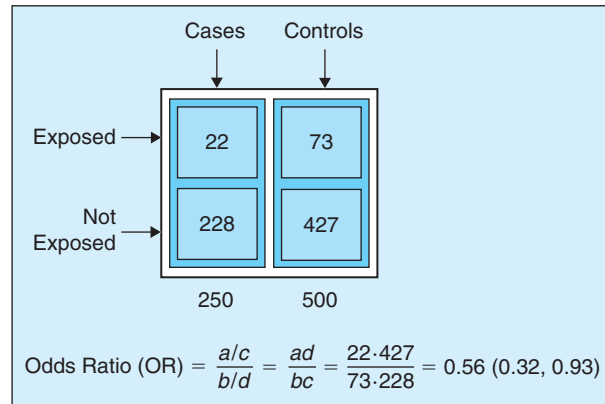 Cases Controls
Exposed 22 73
Not
Exposed 228 427
250 500
Odds Ratio (OR) = a/c / b/d = ad / bc = 22·427 / 73·228 = 0.56 (0.32, 0.93)